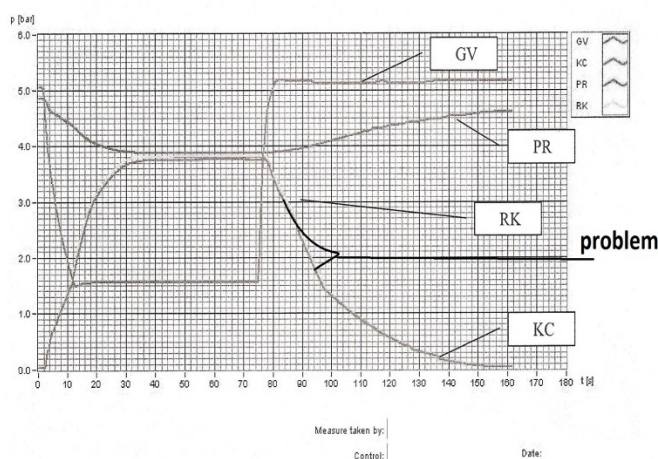 p [bar]
6.0
5.0
4.0
3.0
2.0
1.0
0.0
0
10
20
30
40
50
60
70
80
90
100
110
120
130
140
150
160
170
180
t [s]
GV
KC
PR
RK
GV
PR
RK
problem
KC
Measure taken by:
Control:
Date: